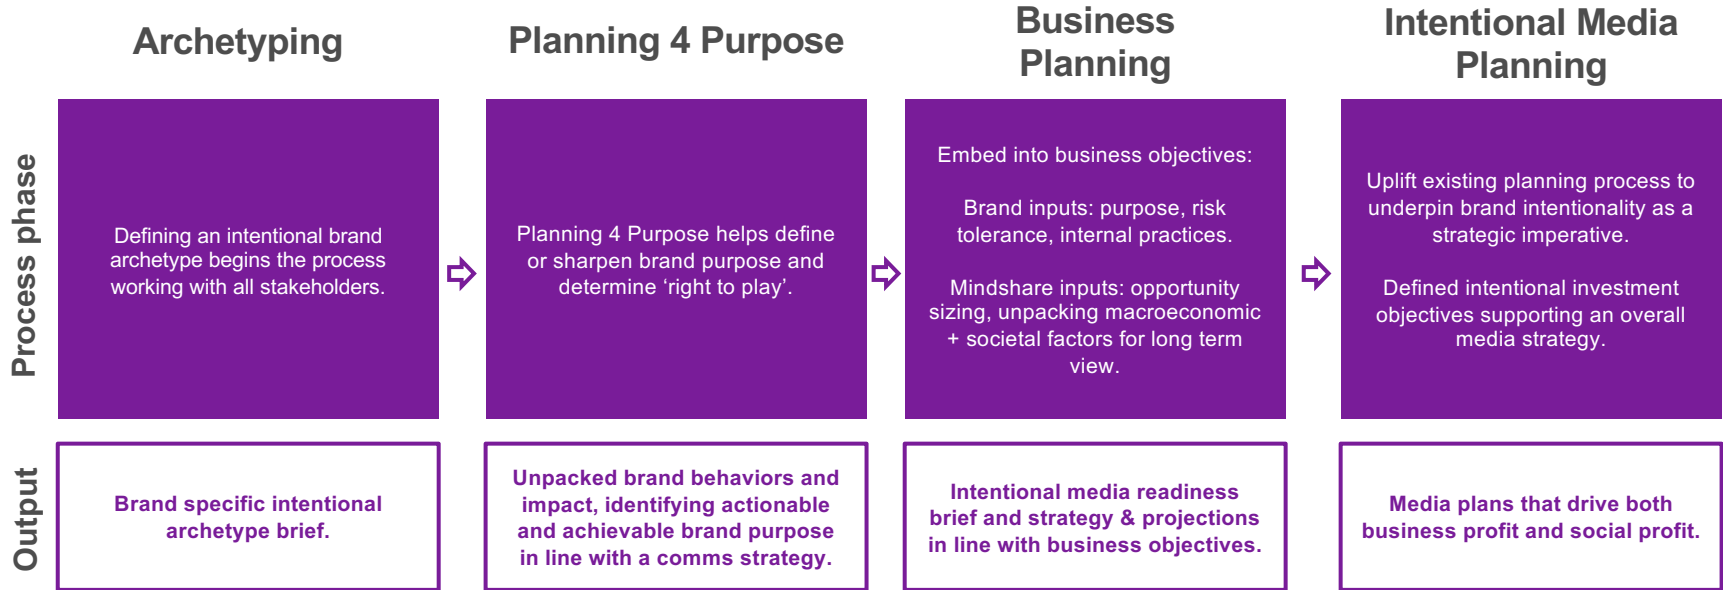 Archetyping
Planning 4 Purpose
Business
Planning
Intentional Media
Planning
Process phase
Defining an intentional brand
archetype begins the process
working with all stakeholders.
Planning 4 Purpose helps define
or sharpen brand purpose and
determine ‘right to play’.
Embed into business objectives:
Brand inputs: purpose, risk
tolerance, internal practices.
Mindshare inputs: opportunity
sizing, unpacking macroeconomic
+ societal factors for long term
view.
Uplift existing planning process to
underpin brand intentionality as a
strategic imperative.
Defined intentional investment
objectives supporting an overall
media strategy.
Output
Brand specific intentional
archetype brief.
Unpacked brand behaviors and
impact, identifying actionable
and achievable brand purpose
in line with a comms strategy.
Intentional media readiness
brief and strategy & projections
in line with business objectives.
Media plans that drive both
business profit and social profit.